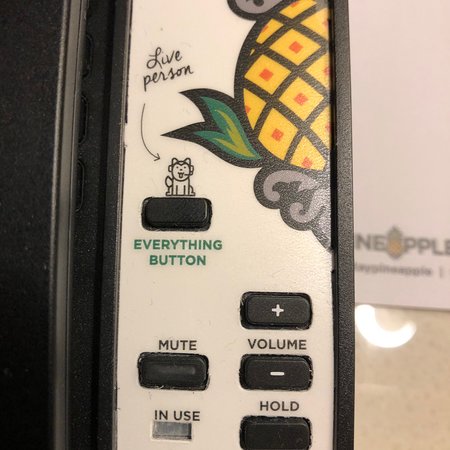 Live
person
EVERYTHING
BUTTON
+
MUTE
VOLUME
-
IN USE
HOLD